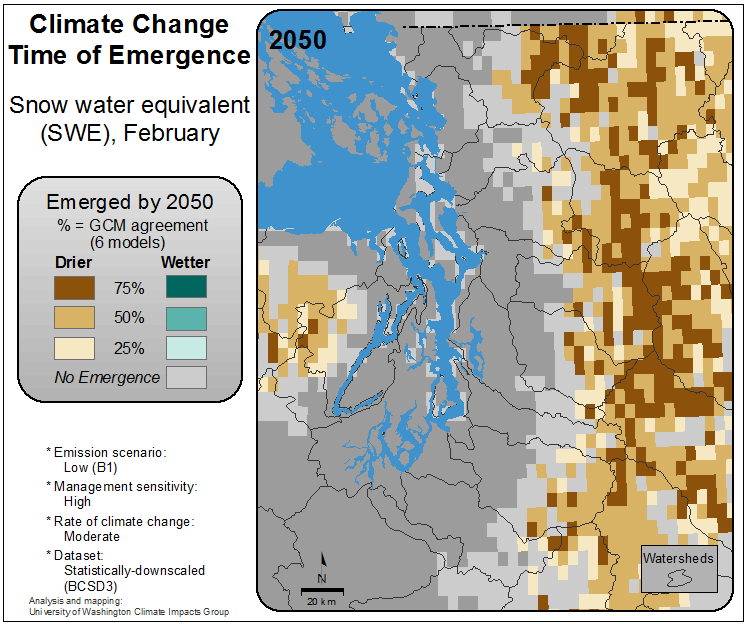 Climate Change
Time of Emergence
Snow water equivalent
(SWE), February
Emerged by 2050
% = GCM agreement
(6 models)
Drier Wetter
75%
50%
25%
No Emergence
* Emission scenario:
Low (B1)
* Management sensitivity:
High
* Rate of climate change:
Moderate
* Dataset:
Statistically-downscaled
(BCSD3)
Analysis and mapping:
University of Washington Climate Impacts Group
2050
N
20 km
Watersheds